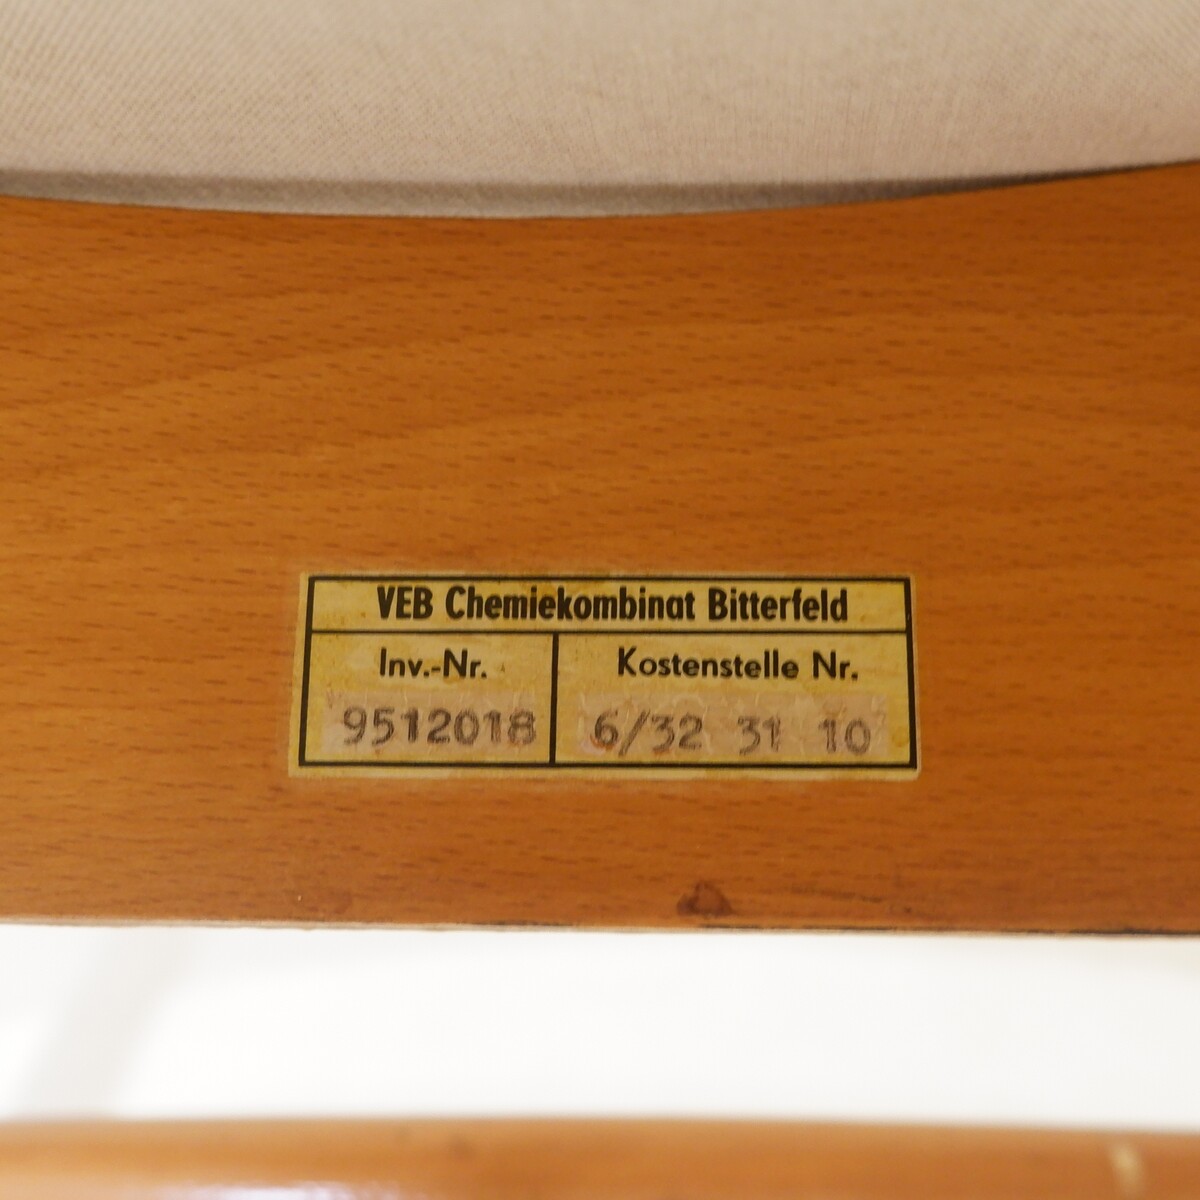 VEB Chemiekombinat Bitterfeld
Inv.-Nr. Kostenstelle Nr.
9512018 6/32 31 10